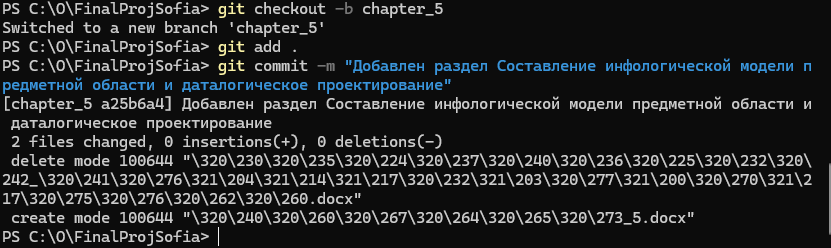 PS C:\O\FinalProjSofia> git checkout -b chapter_5
Switched to a new branch 'chapter_5'
PS C:\O\FinalProjSofia> git add .
PS C:\O\FinalProjSofia> git commit -m "Добавлен раздел Составление инфологической модели п
редметной области и даталогическое проектирование"
[chapter_5 a25b6a4] Добавлен раздел Составление инфологической модели предметной области и
 даталогическое проектирование
 2 files changed, 0 insertions(+), 0 deletions(-)
 delete mode 100644 "\320\230\320\235\320\224\320\237\320\240\320\236\320\225\320\232\320\
242_\320\241\320\276\321\204\321\214\321\217\320\232\321\203\320\277\321\200\320\270\321\2
17\320\275\320\276\320\262\320\260.docx"
 create mode 100644 "\320\240\320\260\320\267\320\264\320\265\320\273_5.docx"
PS C:\O\FinalProjSofia>